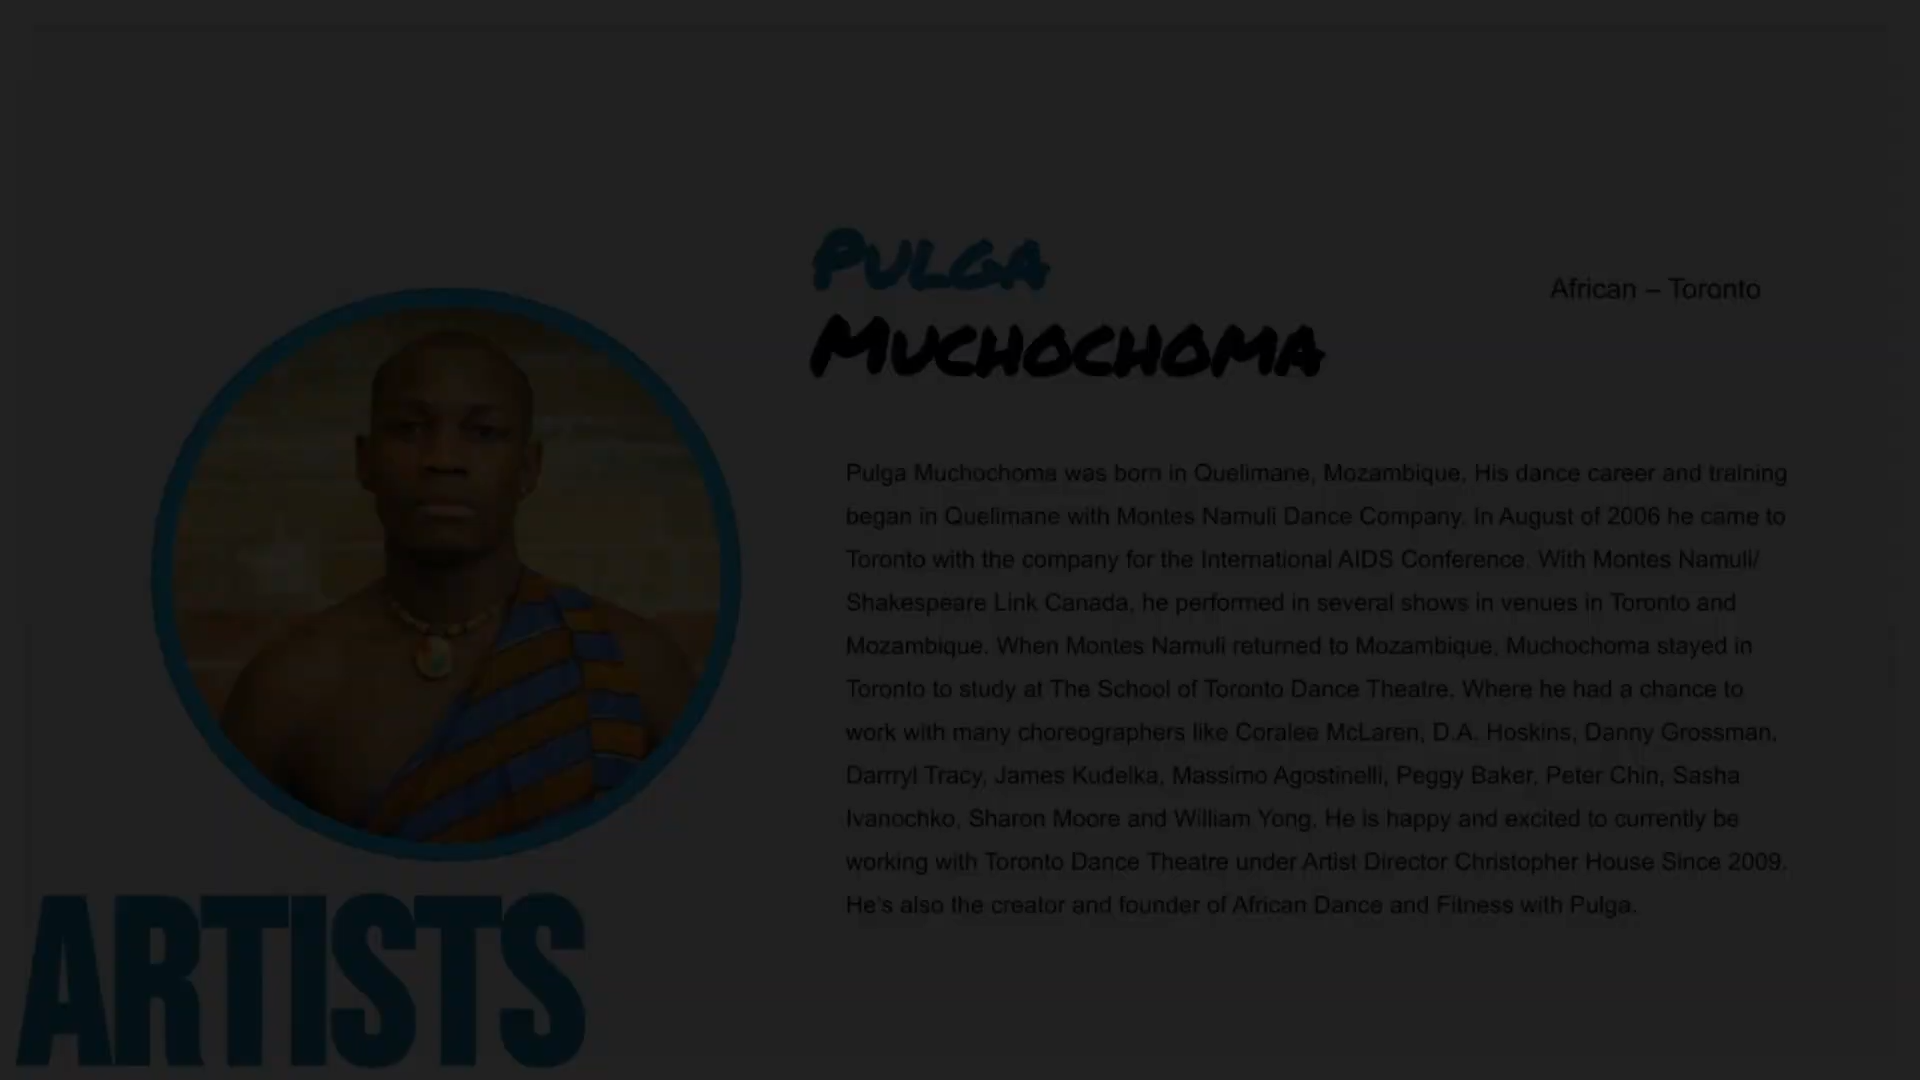 PULGA
MUCHOCHOMA
African – Toronto
Pulga Muchochoma was born in Quelimane, Mozambique. His dance career and training
began in Quelimane with Montes Namuli Dance Company. In August of 2006 he came to
Toronto with the company for the International AIDS Conference. With Montes Namuli/
Shakespeare Link Canada, he performed in several shows in venues in Toronto and
Mozambique. When Montes Namuli returned to Mozambique, Muchochoma stayed in
Toronto to study at The School of Toronto Dance Theatre. Where he had a chance to
work with many choreographers like Coralee McLaren, D.A. Hoskins, Danny Grossman,
Darrryl Tracy, James Kudelka, Massimo Agostinelli, Peggy Baker, Peter Chin, Sasha
Ivanochko, Sharon Moore and William Yong. He is happy and excited to currently be
working with Toronto Dance Theatre under Artist Director Christopher House Since 2009.
He's also the creator and founder of African Dance and Fitness with Pulga.
ARTISTS